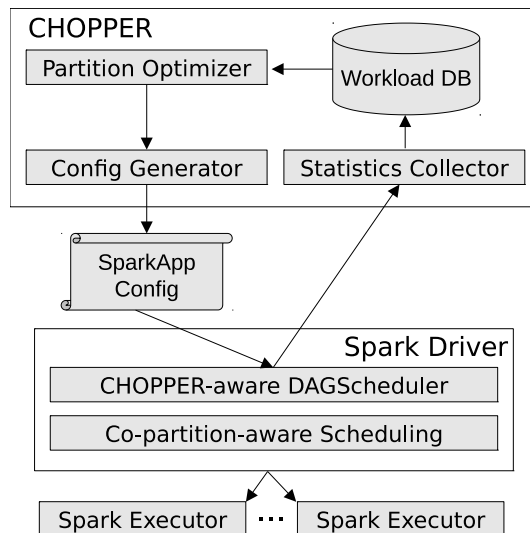 CHOPPER
Partition Optimizer
Workload DB
Config Generator
Statistics Collector
SparkApp
Config
Spark Driver
CHOPPER-aware DAGScheduler
Co-partition-aware Scheduling
Spark Executor
...
Spark Executor